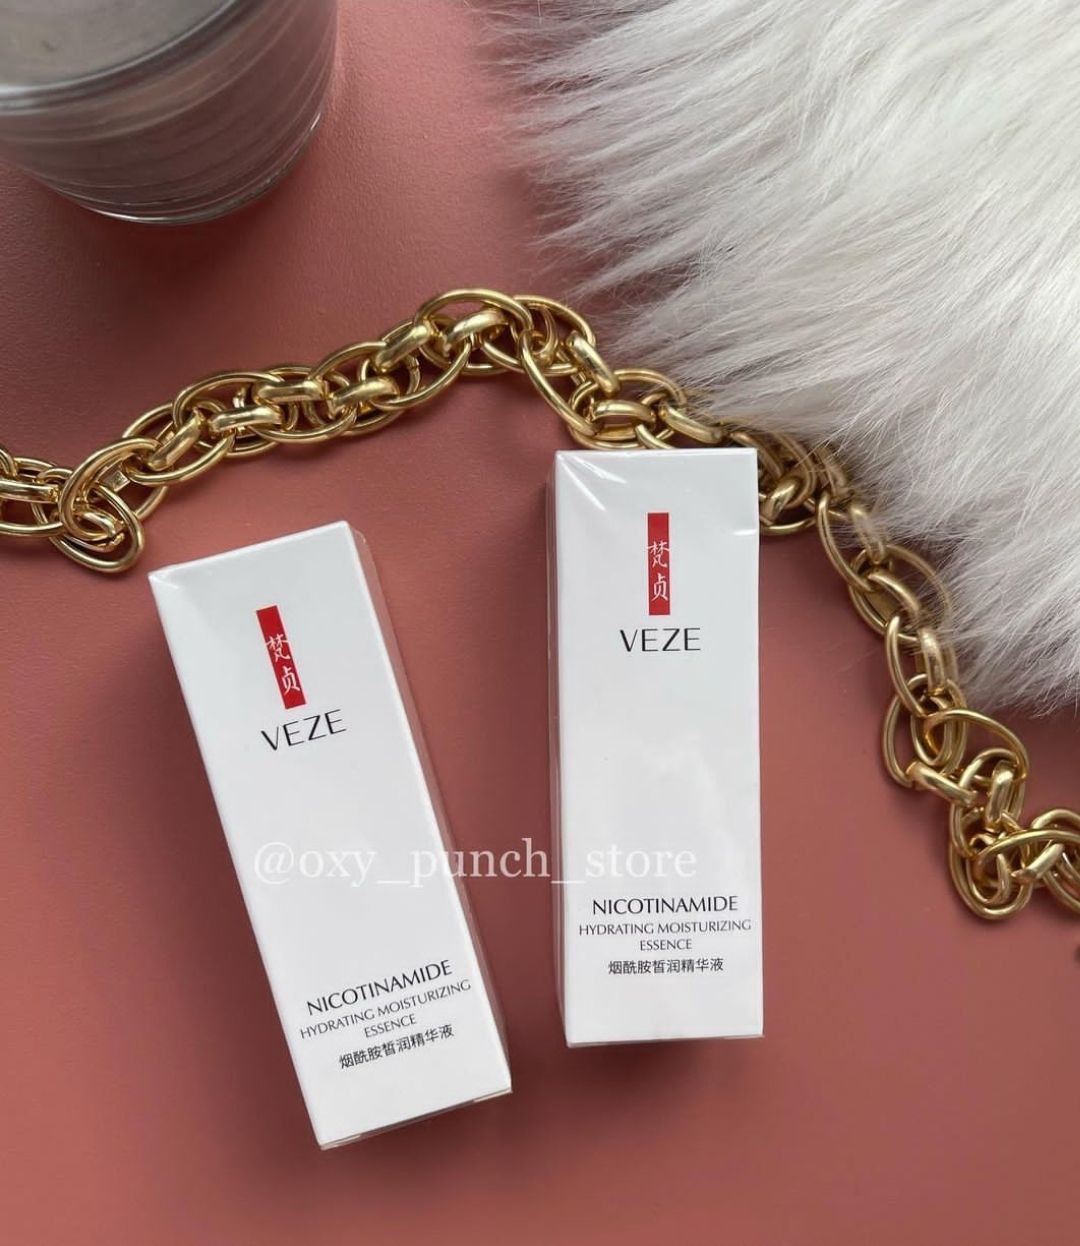 梵贞
VEZE
梵贞
VEZE
@oxy_punch_store
NICOTINAMIDE
HYDRATING MOISTURIZING
ESSENCE
烟酰胺皙润精华液
NICOTINAMIDE
HYDRATING MOISTURIZING
ESSENCE
烟酰胺皙润精华液